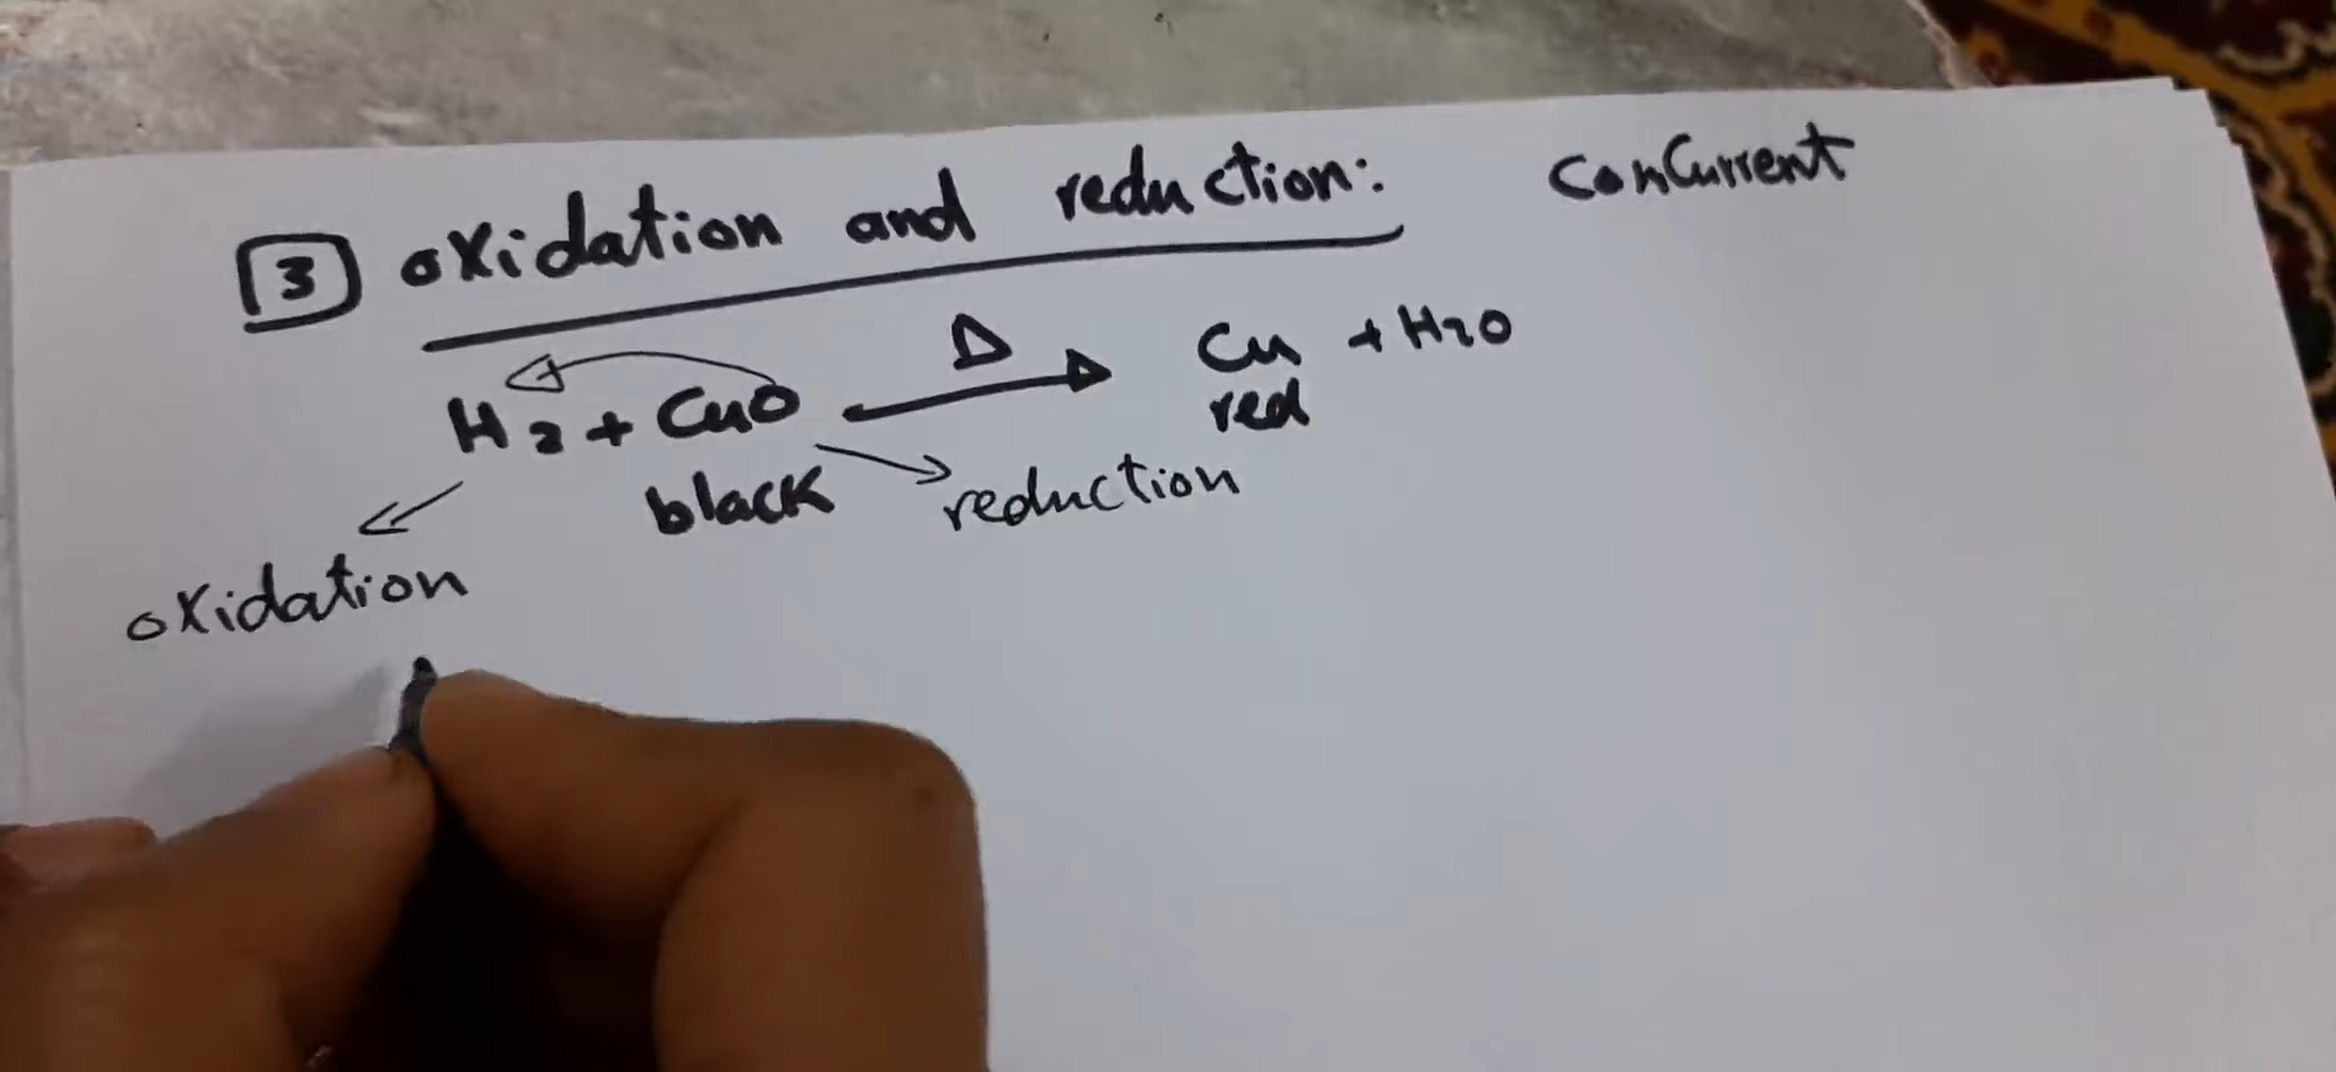 3 oxidation and reduction: concurrent
H2 + CuO Δ Cu + H2O
black red
reduction
oxidation